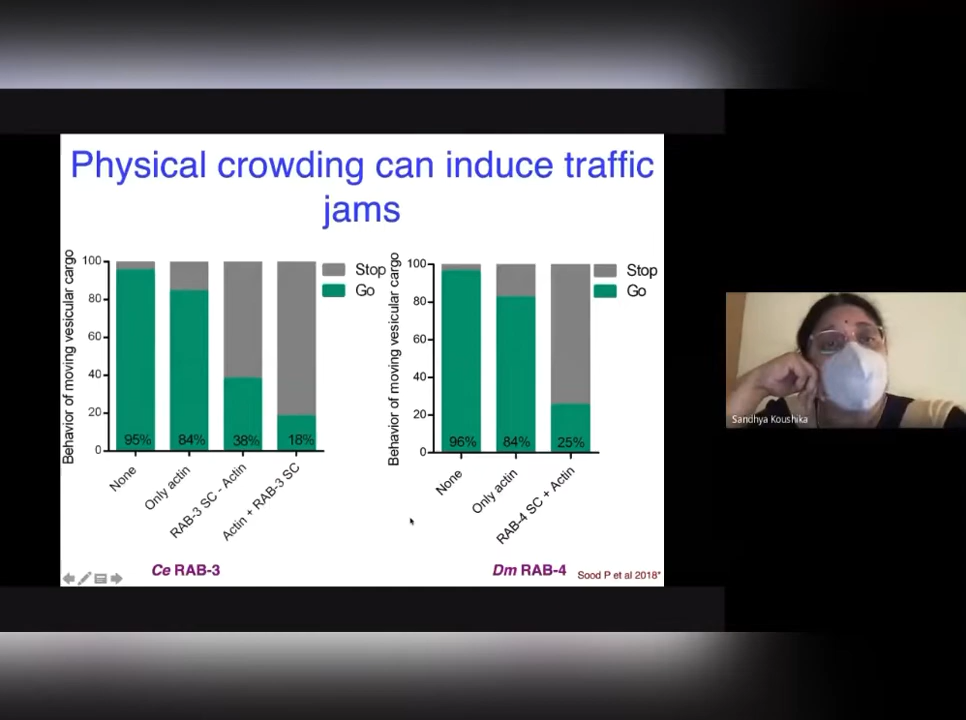 Physical crowding can induce traffic
jams
Behavior of moving vesicular cargo
100
80
60
40
20
0
Stop
Go
95%
84%
38%
18%
None
Only actin
RAB-3 SC - Actin
Actin + RAB-3 SC
Ce RAB-3
Behavior of moving vesicular cargo
100
80
60
40
20
0
Stop
Go
96%
84%
25%
None
Only actin
RAB-4 SC + Actin
Dm RAB-4
Sood P et al 2018*
Sandhya Koushika